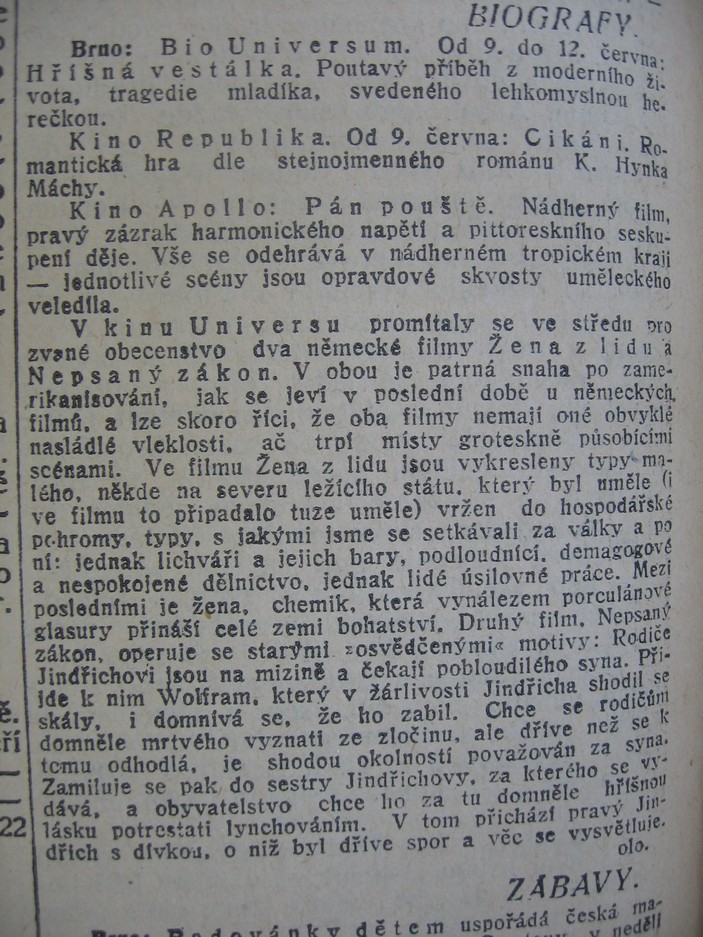 BIOGRAFY.
Brno: Bio Universum. Od 9. do 12. června:
Hříšná vestálka. Poutavý příběh z moderního ži-
vota, tragedie mladíka, svedeného lehkomyslnou he-
rečkou.
Kino Republika. Od 9. června: Cikáni. Ro-
mantická hra dle stejnojmenného románu K. Hynka
Máchy.
Kino Apollo: Pán pouště. Nádherný film,
pravý zázrak harmonického napětí a pittoreskního sesku-
pení děje. Vše se odehrává v nádherném tropickém kraji
— jednotlivé scény jsou opravdové skvosty uměleckého
veledíla.
V kinu Universu promítaly se ve středu pro
zvané obecenstvo dva německé filmy Žena z lidu a
Nepsaný zákon. V obou je patrná snaha po zame-
rikanisování, jak se jeví v poslední době u německých
filmů, a lze skoro říci, že oba filmy nemají oné obvyklé
nasládlé vleklosti, ač trpí místy groteskně působícími
scénami. Ve filmu Žena z lidu jsou vykresleny typy ma-
lého, někde na severu ležícího státu, který byl uměle (i
ve filmu to připadalo tuze uměle) vržen do hospodářské
pohromy, typy, s jakými jsme se setkávali za války a po
ní: jednak lichváři a jejich bary, podloudníci, demagogové
a nespokojené dělnictvo, jednak lidé úsilovné práce. Mezi
posledními je žena, chemik, která vynálezem porculánové
glasury přináší celé zemi bohatství. Druhý film, Nepsaný
zákon, operuje se starými »osvědčenými« motivy: Rodiče
Jindřichovi jsou na mizině a čekají pobloudilého syna. Při-
jde k nim Wolfram, který v žárlivosti Jindřicha shodil se
skály, i domnívá se, že ho zabil. Chce se rodičům
domněle mrtvého vyznati ze zločinu, ale dříve než se k
tomu odhodlá, je shodou okolností považován za syna.
Zamiluje se pak do sestry Jindřichovy, za kterého se vy-
dává, a obyvatelstvo chce ho za tu domněle hříšnou
lásku potrestati lynchováním. V tom přichází pravý Jin-
dřich s dívkou, o niž byl dříve spor a věc se vysvětluje.
olo.
ZÁBAVY.
Brno: Radovánky dětem uspořádá česká ma-
v neděli
22